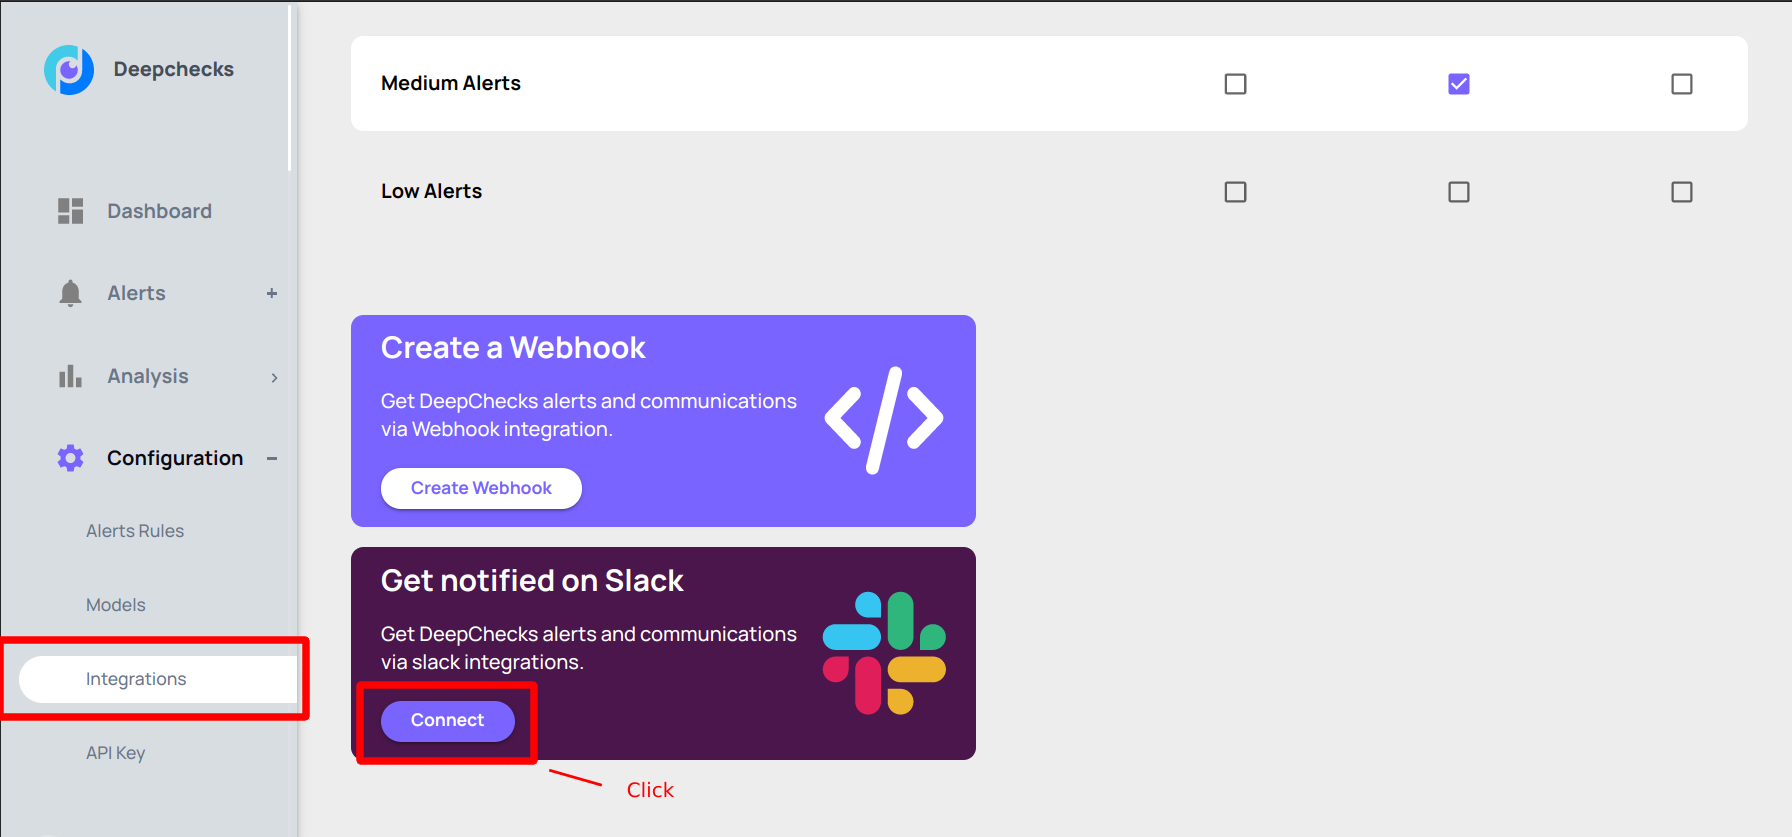 Deepchecks
Dashboard
Alerts
Analysis
Configuration
Alerts Rules
Models
Integrations
API Key
Medium Alerts
Low Alerts
Create a Webhook
Get DeepChecks alerts and communications
via Webhook integration.
Create Webhook
Get notified on Slack
Get DeepChecks alerts and communications
via slack integrations.
Connect
Click